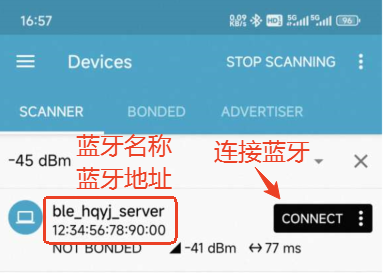 16:57
0.09 KB/S HD 5G 5G 96
Devices
STOP SCANNING
SCANNER
BONDED
ADVERTISER
蓝牙名称
连接蓝牙
-45 dBm
蓝牙地址
ble_hqyj_server
CONNECT
12:34:56:78:90:00
NOT BONDED
-41 dBm
77 ms